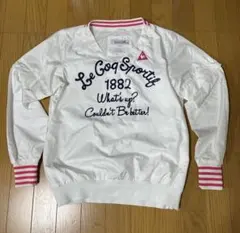 Le Coq Sportif
1882
What's up?
Couldn't Be better!